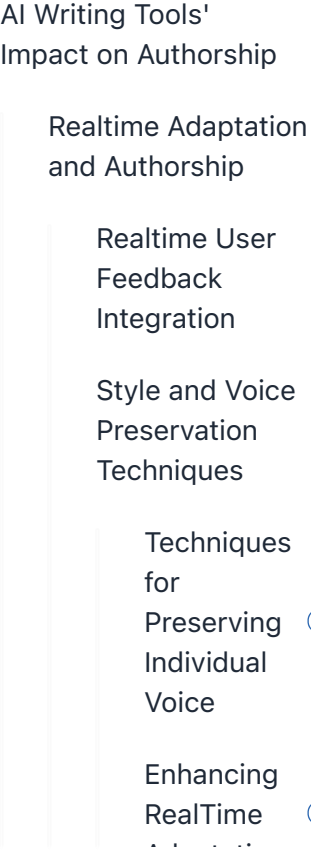 AI Writing Tools'
Impact on Authorship
Realtime Adaptation
and Authorship
Realtime User
Feedback
Integration
Style and Voice
Preservation
Techniques
Techniques
for
Preserving
Individual
Voice
Enhancing
RealTime